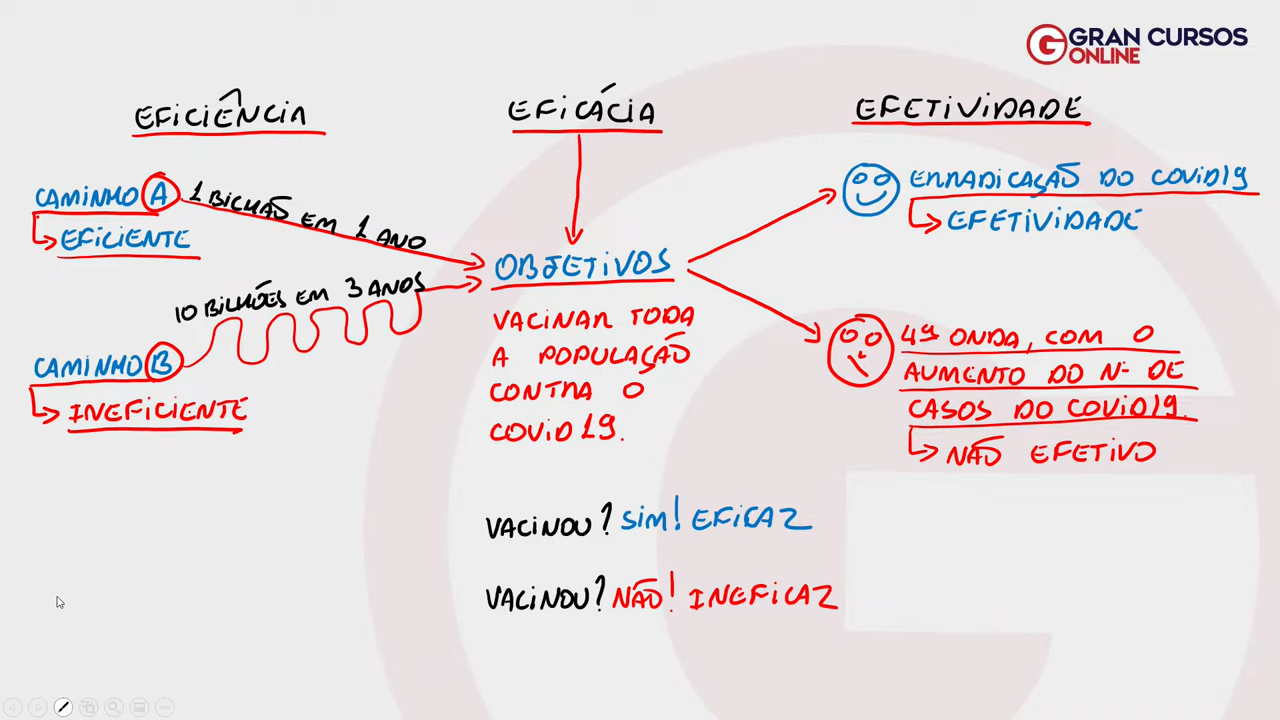 GRAN CURSOS
ONLINE
EFICIÊNCIA
CAMINHO A
EFICIENTE
1 BILHÃO EM 1 ANO
10 BILHÕES EM 3 ANOS
CAMINHO B
INEFICIENTE
EFICÁCIA
OBJETIVOS
VACINAR TODA
A POPULAÇÃO
CONTRA O
COVID19.
VACINOU? SIM! EFICAZ
VACINOU? NÃO! INEFICAZ
EFETIVIDADE
ERRADICAÇÃO DO COVID19
EFETIVIDADE
4ª ONDA, COM O
AUMENTO DO Nº DE
CASOS DO COVID19.
NÃO EFETIVO